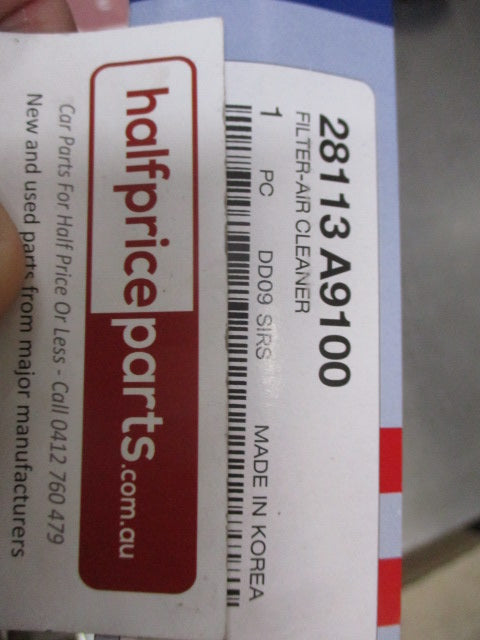 28113 A9100
FILTER-AIR CLEANER
1 PC DD09 SIRS MADE IN KOREA
halfpriceparts.com.au
Car Parts For Half Price Or Less - Call 0412 760 479
New and used parts from major manufacturers